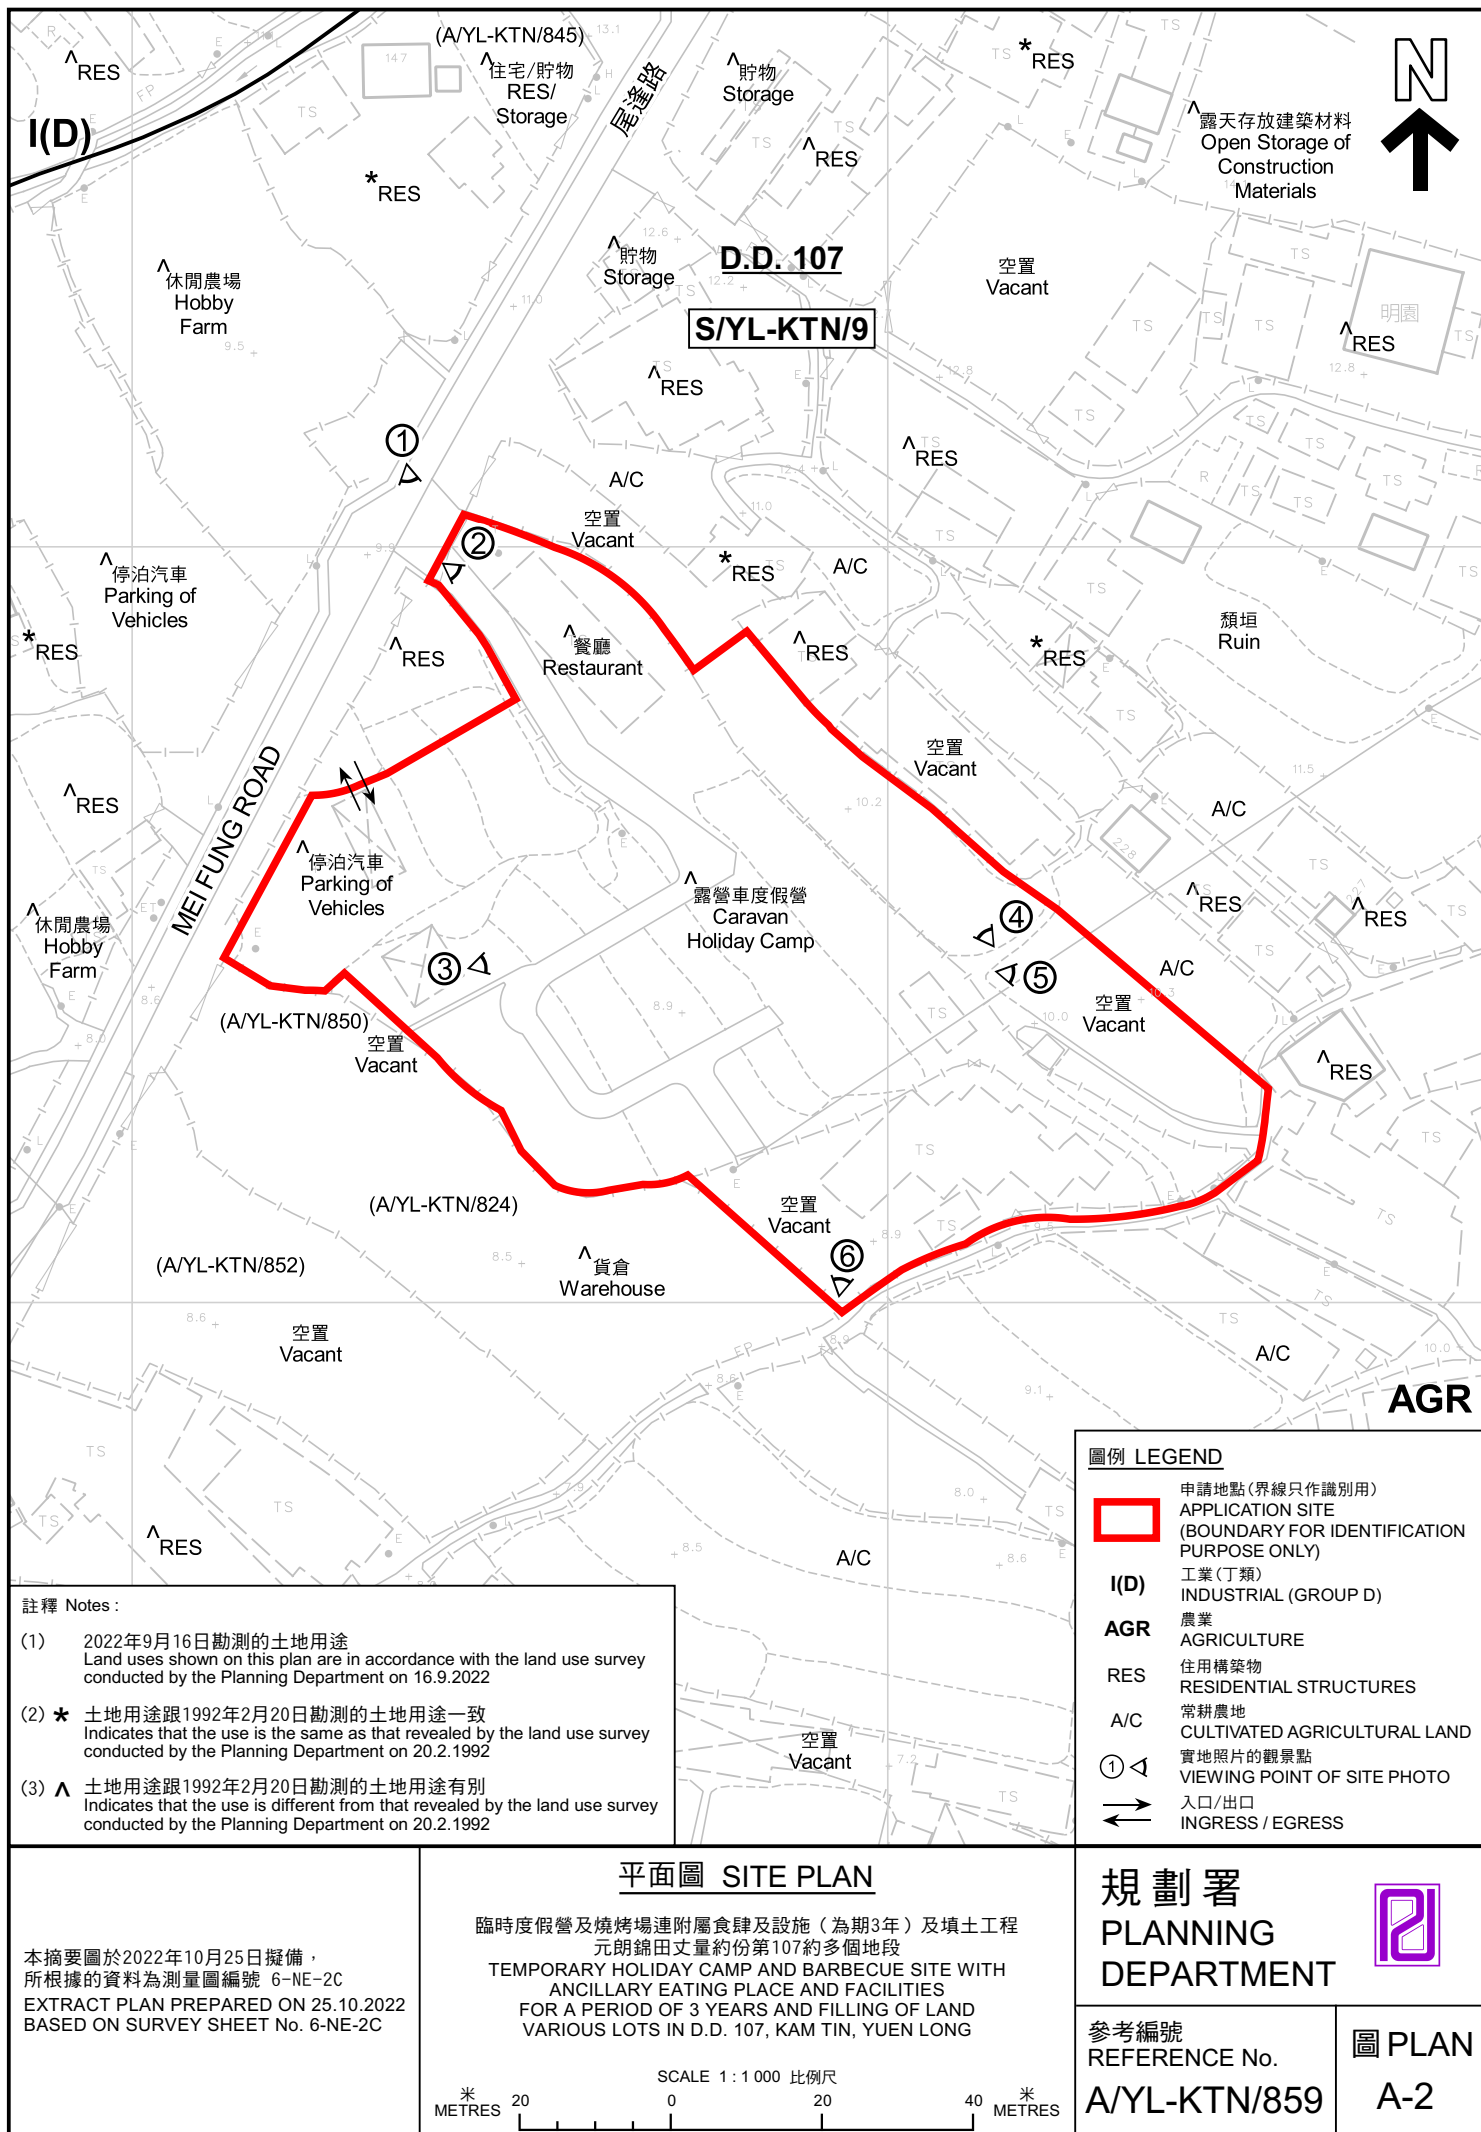 (A/YL-KTN/845)
^RES
^住宅/貯物
RES/
Storage
尾逢路
^貯物
Storage
*RES
N
I(D)
^露天存放建築材料
Open Storage of
Construction
Materials
^RES
*RES
147
^休閒農場
Hobby
Farm
^貯物
Storage
D.D. 107
S/YL-KTN/9
空置
Vacant
明園
^RES
^RES
①
A/C
^RES
空置
Vacant
②
*RES
A/C
^停泊汽車
Parking of
Vehicles
*RES
^RES
^餐廳
Restaurant
^RES
*RES
頹垣
Ruin
空置
Vacant
^RES
MEI FUNG ROAD
A/C
^停泊汽車
Parking of
Vehicles
^露營車度假營
Caravan
Holiday Camp
228
^RES
^RES
^休閒農場
Hobby
Farm
③
④
⑤
A/C
空置
Vacant
(A/YL-KTN/850)
空置
Vacant
^RES
(A/YL-KTN/824)
空置
Vacant
(A/YL-KTN/852)
^貨倉
Warehouse
⑥
空置
Vacant
A/C
AGR
^RES
A/C
空置
Vacant
圖例 LEGEND
申請地點(界線只作識別用)
APPLICATION SITE
(BOUNDARY FOR IDENTIFICATION
PURPOSE ONLY)
I(D) 工業(丁類)
INDUSTRIAL (GROUP D)
AGR 農業
AGRICULTURE
RES 住用構築物
RESIDENTIAL STRUCTURES
A/C 常耕農地
CULTIVATED AGRICULTURAL LAND
① 實地照片的觀景點
VIEWING POINT OF SITE PHOTO
入口/出口
INGRESS / EGRESS
註釋 Notes :
(1) 2022年9月16日勘測的土地用途
Land uses shown on this plan are in accordance with the land use survey
conducted by the Planning Department on 16.9.2022
(2) * 土地用途跟1992年2月20日勘測的土地用途一致
Indicates that the use is the same as that revealed by the land use survey
conducted by the Planning Department on 20.2.1992
(3) ^ 土地用途跟1992年2月20日勘測的土地用途有別
Indicates that the use is different from that revealed by the land use survey
conducted by the Planning Department on 20.2.1992
本摘要圖於2022年10月25日擬備，
所根據的資料為測量圖編號 6-NE-2C
EXTRACT PLAN PREPARED ON 25.10.2022
BASED ON SURVEY SHEET No. 6-NE-2C
平面圖 SITE PLAN
臨時度假營及燒烤場連附屬食肆及設施（為期3年）及填土工程
元朗錦田丈量約份第107約多個地段
TEMPORARY HOLIDAY CAMP AND BARBECUE SITE WITH
ANCILLARY EATING PLACE AND FACILITIES
FOR A PERIOD OF 3 YEARS AND FILLING OF LAND
VARIOUS LOTS IN D.D. 107, KAM TIN, YUEN LONG
SCALE 1 : 1 000 比例尺
米 METRES 20 0 20 40 米 METRES
規劃署
PLANNING
DEPARTMENT
參考編號
REFERENCE No.
A/YL-KTN/859
圖 PLAN
A-2